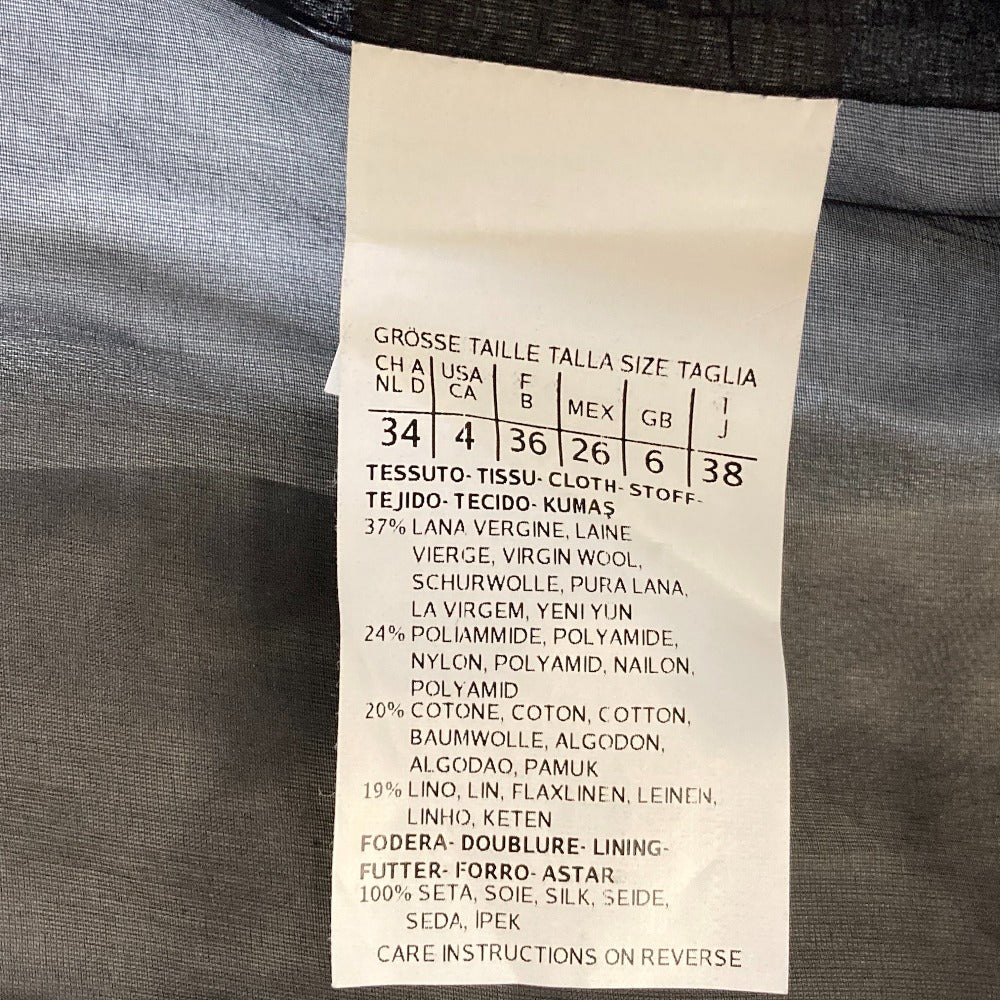 GRÖSSE TAILLE TALLA SIZE TAGLIA
CH A USA F MEX GB I
NL D CA B J
34 4 36 26 6 38
TESSUTO- TISSU- CLOTH- STOFF-
TEJIDO- TECIDO- KUMAŞ
37% LANA VERGINE, LAINE
VIERGE, VIRGIN WOOL,
SCHURWOLLE, PURA LANA,
LA VIRGEM, YENI YUN
24% POLIAMMIDE, POLYAMIDE,
NYLON, POLYAMID, NAILON,
POLYAMID
20% COTONE, COTON, COTTON,
BAUMWOLLE, ALGODON,
ALGODAO, PAMUK
19% LINO, LIN, FLAXLINEN, LEINEN,
LINHO, KETEN
FODERA- DOUBLURE- LINING-
FUTTER- FORRO- ASTAR
100% SETA, SOIE, SILK, SEIDE,
SEDA, İPEK
CARE INSTRUCTIONS ON REVERSE